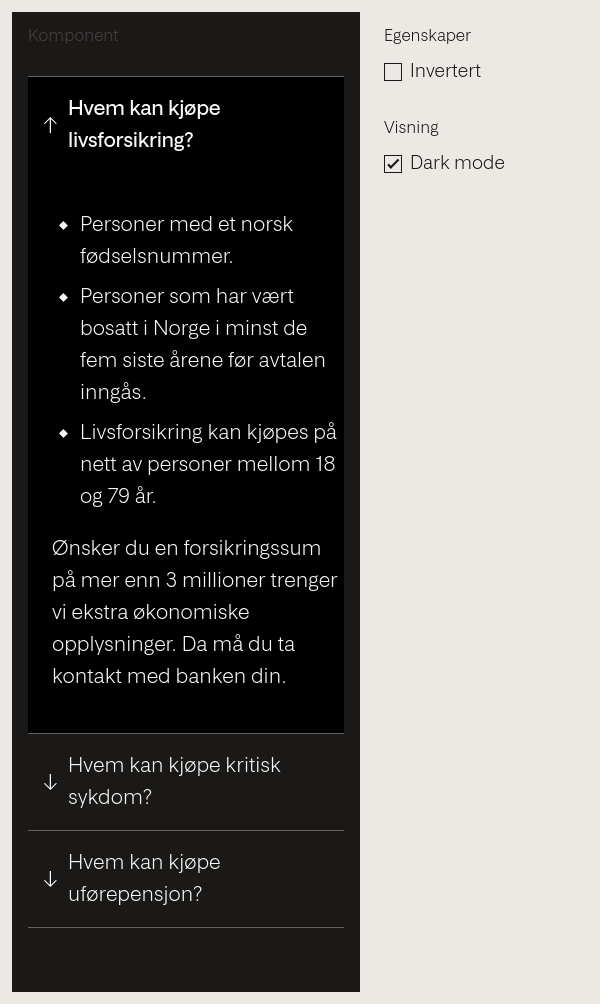 Komponent
Hvem kan kjøpe
livsforsikring?
Personer med et norsk
fødselsnummer.
Personer som har vært
bosatt i Norge i minst de
fem siste årene før avtalen
inngås.
Livsforsikring kan kjøpes på
nett av personer mellom 18
og 79 år.
Ønsker du en forsikringssum
på mer enn 3 millioner trenger
vi ekstra økonomiske
opplysninger. Da må du ta
kontakt med banken din.
Hvem kan kjøpe kritisk
sykdom?
Hvem kan kjøpe
uførepensjon?
Egenskaper
Invertert
Visning
Dark mode